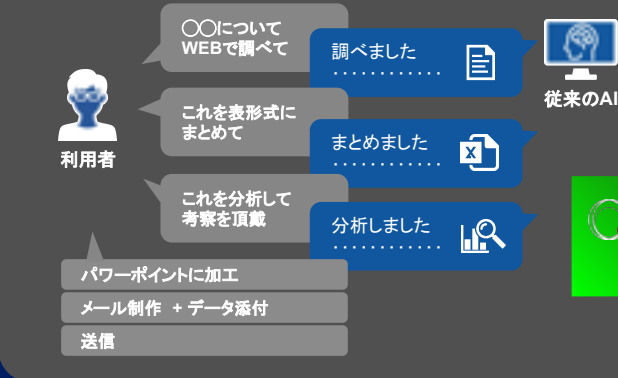 ◯◯について
WEBで調べて
調べました
従来のAI
これを表形式に
まとめて
まとめました
X
利用者
これを分析して
考察を頂戴
分析しました
パワーポイントに加工
メール制作 + データ添付
送信